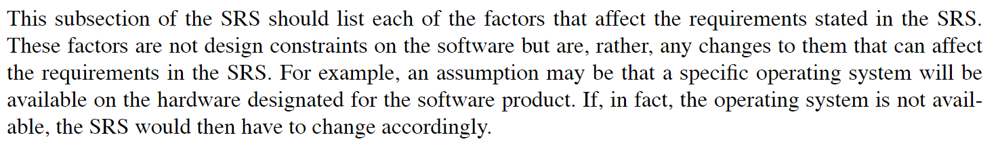 This subsection of the SRS should list each of the factors that affect the requirements stated in the SRS.
These factors are not design constraints on the software but are, rather, any changes to them that can affect
the requirements in the SRS. For example, an assumption may be that a specific operating system will be
available on the hardware designated for the software product. If, in fact, the operating system is not avail-
able, the SRS would then have to change accordingly.